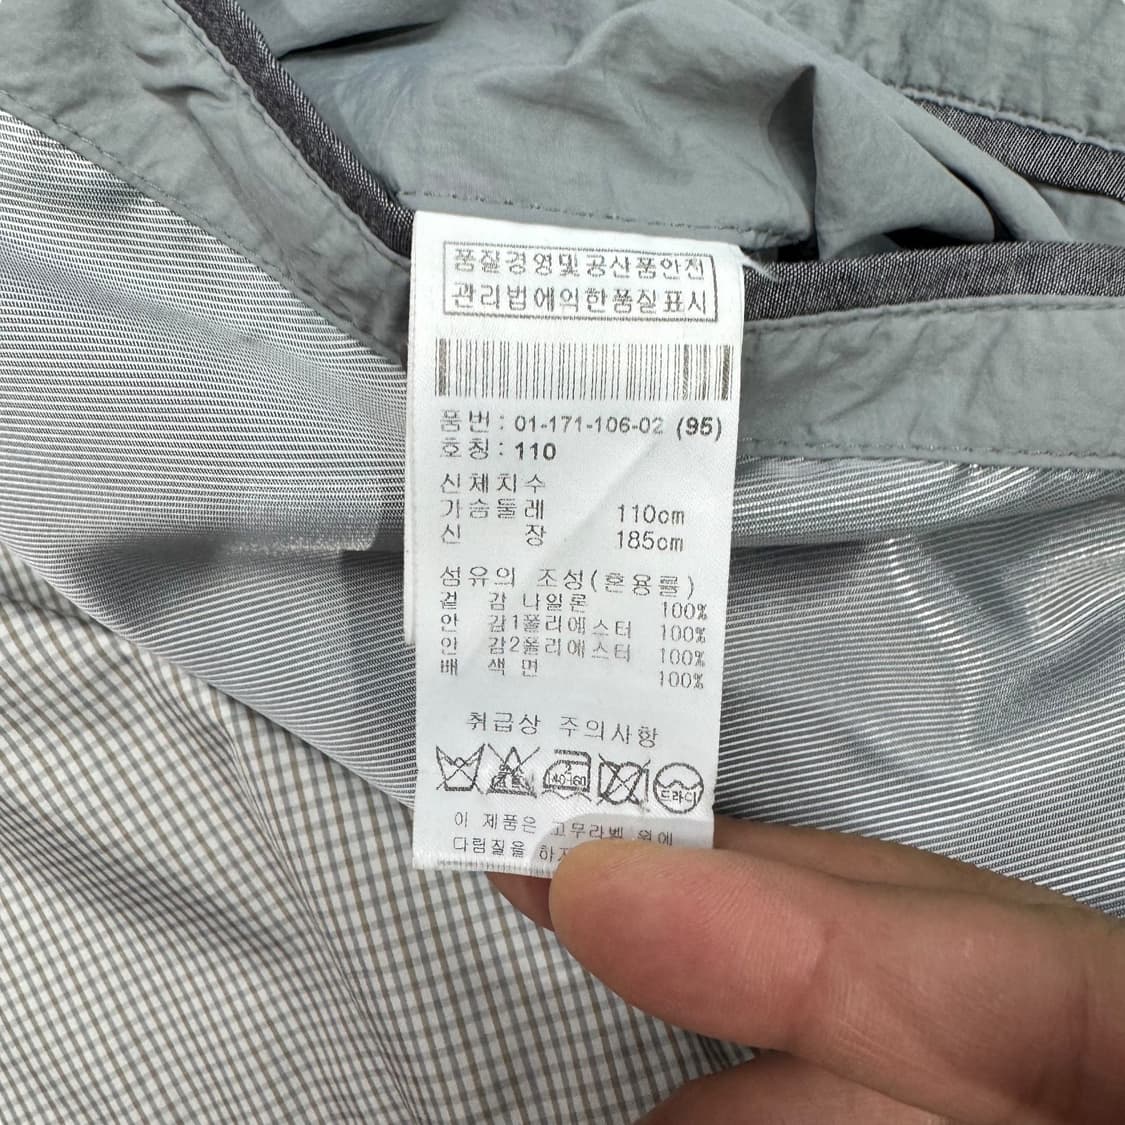 품질경영및공산품안전
관리법에의한품질표시
품번: 01-171-106-02 (95)
호칭: 110
신체치수
가슴둘레 110cm
신 장 185cm
섬유의 조성(혼용률)
겉 감 나일론 100%
안 감1폴리에스터 100%
안 감2폴리에스터 100%
배 색 면 100%
취급상 주의사항
드라이
이 제품은 고무라벨 위에
다림질을